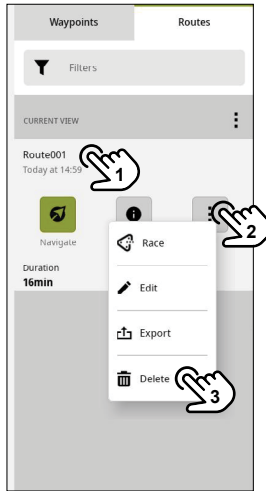 Waypoints
Routes
Filters
CURRENT VIEW
Route001
Today at 14:59
1
2
Navigate
Race
Duration
16min
Edit
Export
Delete
3